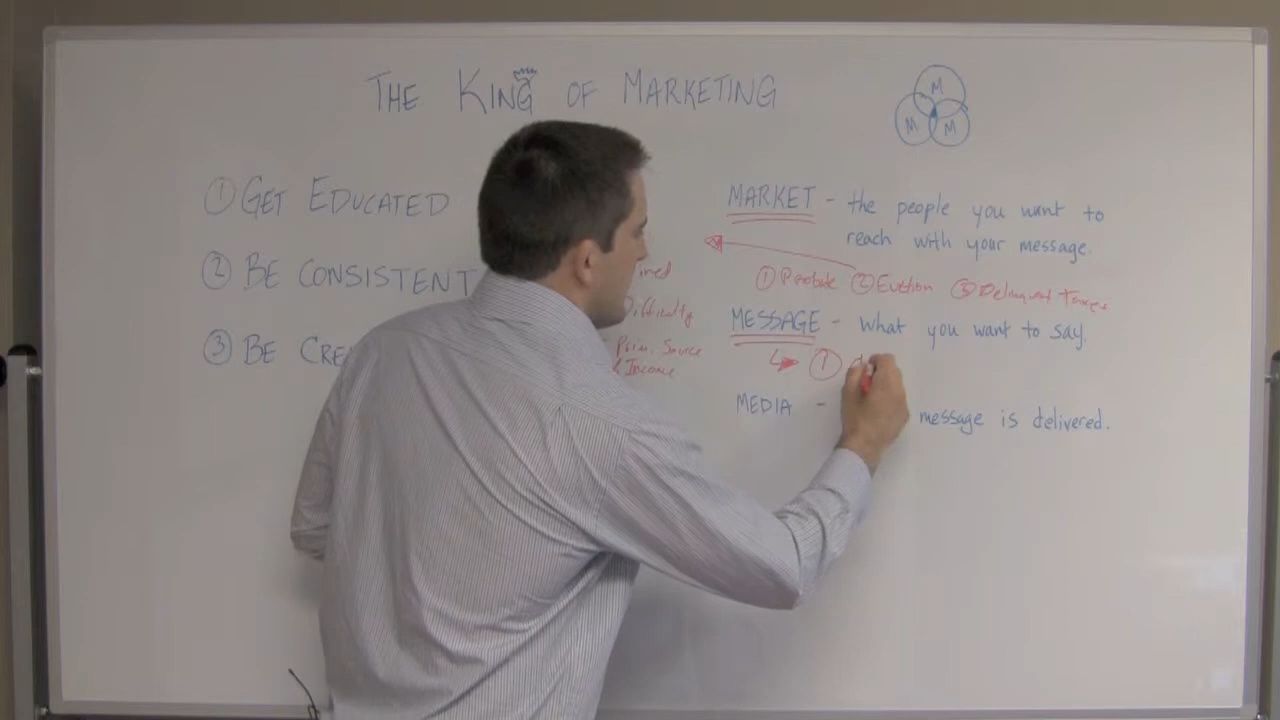 THE KING OF MARKETING
M
M M
① GET EDUCATED
② BE CONSISTENT
③ BE CRE
MARKET - the people you want to
reach with your message.
① Probate ② Eviction ③ Delinquent Taxes
MESSAGE - What you want to say.
①
MEDIA - message is delivered.
Difficulty
Prim. Source
& Income